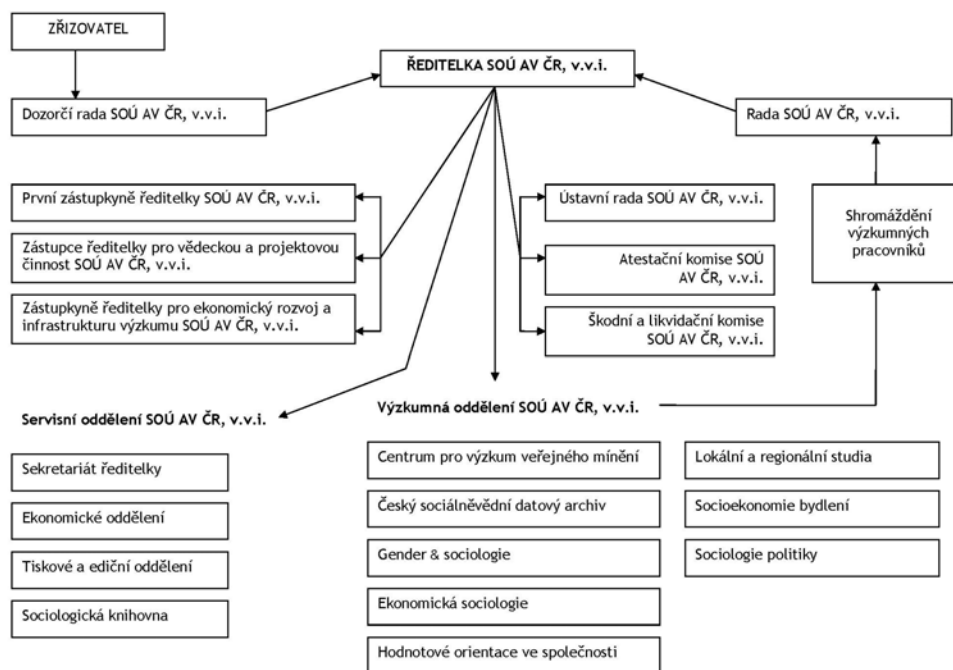 ZŘIZOVATEL
ŘEDITELKA SOÚ AV ČR, v.v.i.
Dozorčí rada SOÚ AV ČR, v.v.i.
Rada SOÚ AV ČR, v.v.i.
První zástupkyně ředitelky SOÚ AV ČR, v.v.i.
Zástupce ředitelky pro vědeckou a projektovou
činnost SOÚ AV ČR, v.v.i.
Zástupkyně ředitelky pro ekonomický rozvoj a
infrastrukturu výzkumu SOÚ AV ČR, v.v.i.
Ústavní rada SOÚ AV ČR, v.v.i.
Atestační komise SOÚ
AV ČR, v.v.i.
Škodní a likvidační komise
SOÚ AV ČR, v.v.i.
Shromáždění
výzkumných
pracovníků
Servisní oddělení SOÚ AV ČR, v.v.i.
Sekretariát ředitelky
Ekonomické oddělení
Tiskové a ediční oddělení
Sociologická knihovna
Výzkumná oddělení SOÚ AV ČR, v.v.i.
Centrum pro výzkum veřejného mínění
Český sociálněvědní datový archiv
Gender & sociologie
Ekonomická sociologie
Hodnotové orientace ve společnosti
Lokální a regionální studia
Socioekonomie bydlení
Sociologie politiky